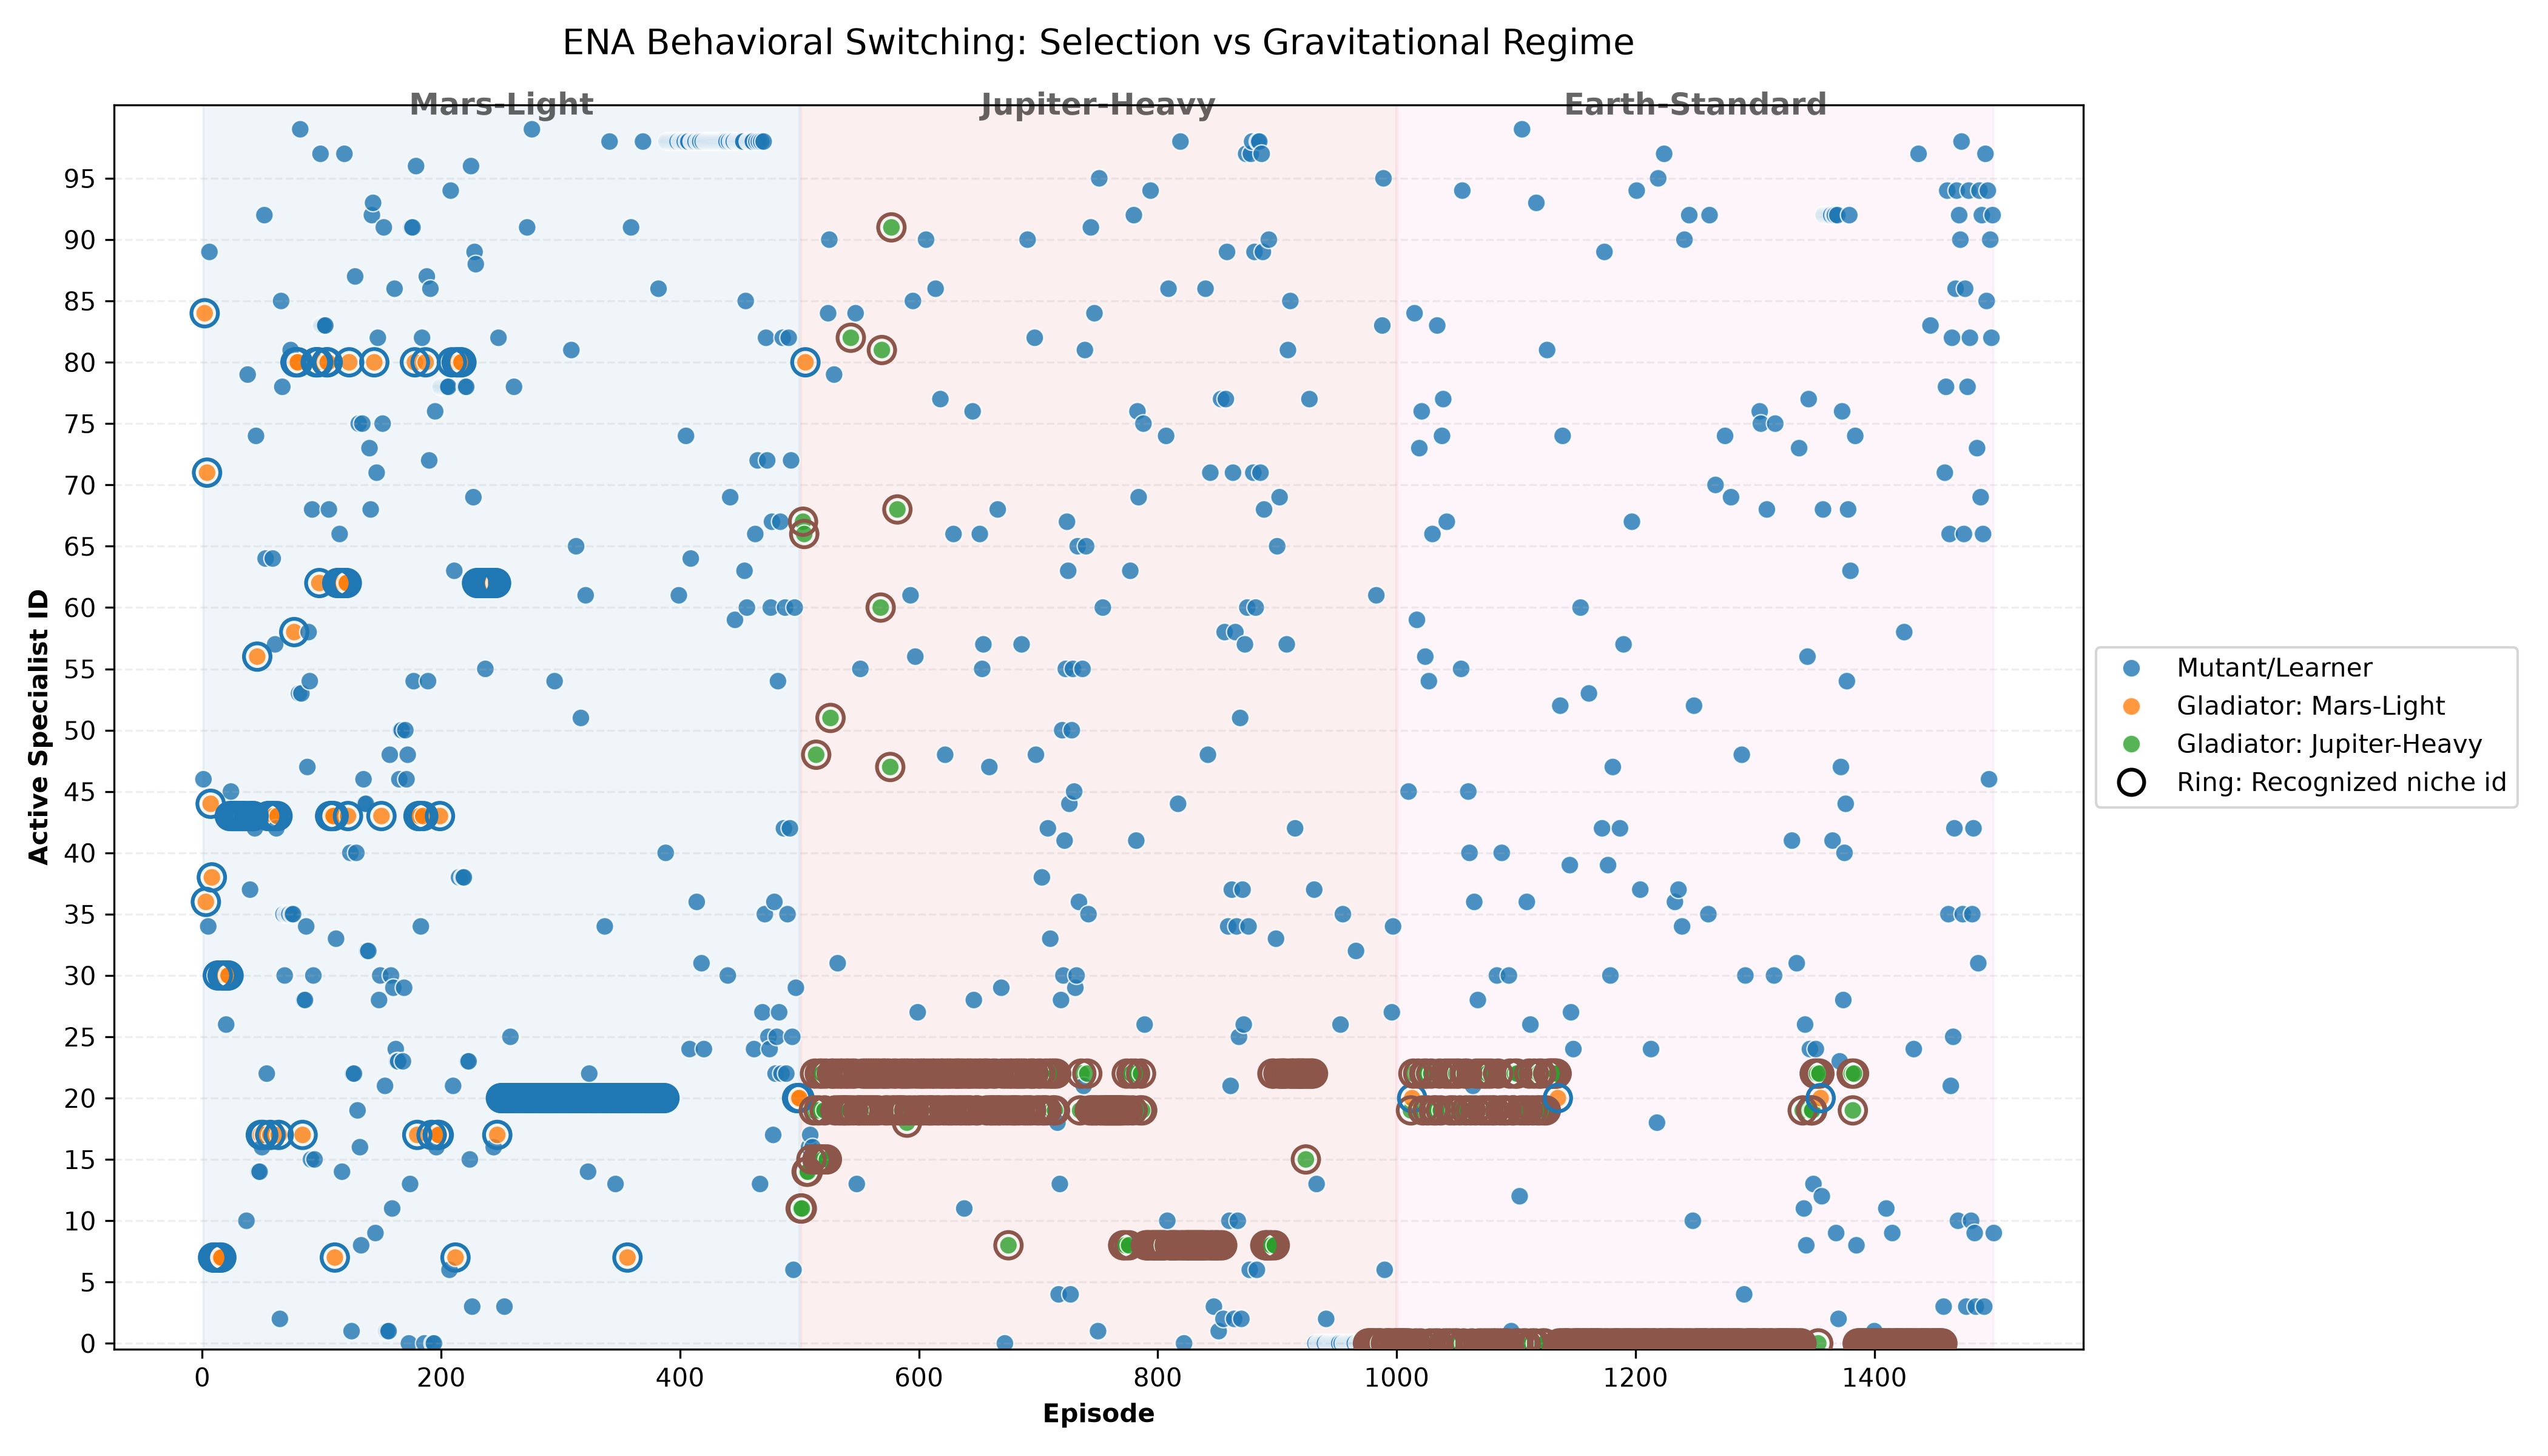 ENA Behavioral Switching: Selection vs Gravitational Regime
Mars-Light
Jupiter-Heavy
Earth-Standard
Active Specialist ID
95
90
85
80
75
70
65
60
55
50
45
40
35
30
25
20
15
10
5
0
0
200
400
600
800
1000
1200
1400
Episode
Mutant/Learner
Gladiator: Mars-Light
Gladiator: Jupiter-Heavy
Ring: Recognized niche id